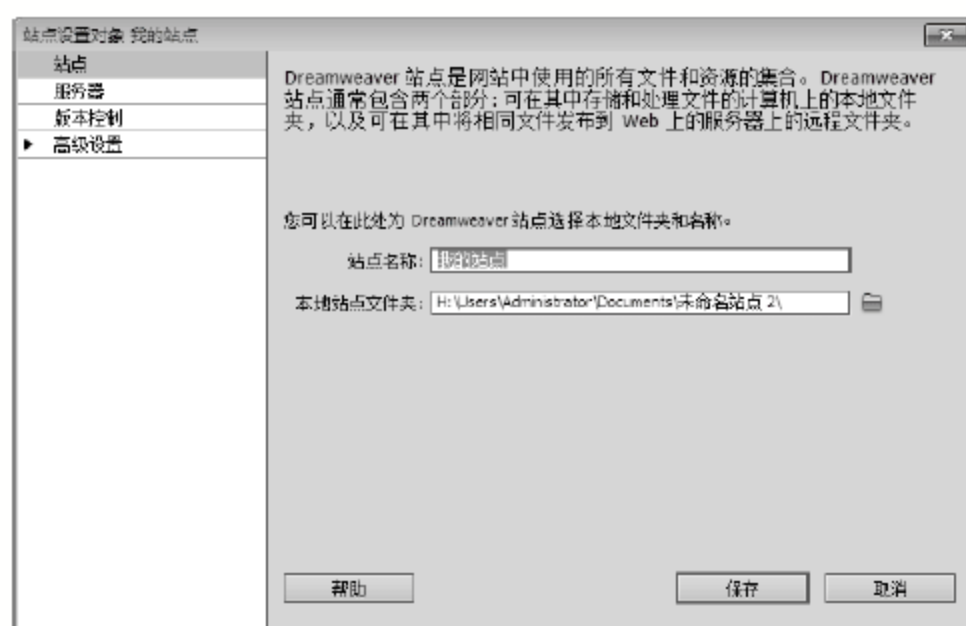 站点设置对象 我的站点
站点
服务器
版本控制
高级设置
Dreamweaver 站点是网站中使用的所有文件和资源的集合。Dreamweaver
站点通常包含两个部分:可在其中存储和处理文件的计算机上的本地文件
夹,以及可在其中将相同文件发布到 Web 上的服务器上的远程文件夹。
您可以在此处为 Dreamweaver 站点选择本地文件夹和名称。
站点名称: 我的站点
本地站点文件夹: H:\Users\Administrator\Documents\未命名站点 2\
帮助 保存 取消